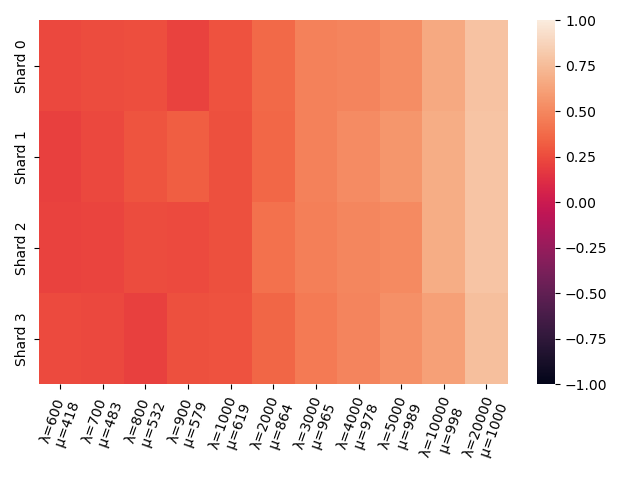 Shard 0
Shard 1
Shard 2
Shard 3
λ=600
μ=418
λ=700
μ=483
λ=800
μ=532
λ=900
μ=579
λ=1000
μ=619
λ=2000
μ=864
λ=3000
μ=965
λ=4000
μ=978
λ=5000
μ=989
λ=10000
μ=998
λ=20000
μ=1000
1.00
0.75
0.50
0.25
0.00
−0.25
−0.50
−0.75
−1.00